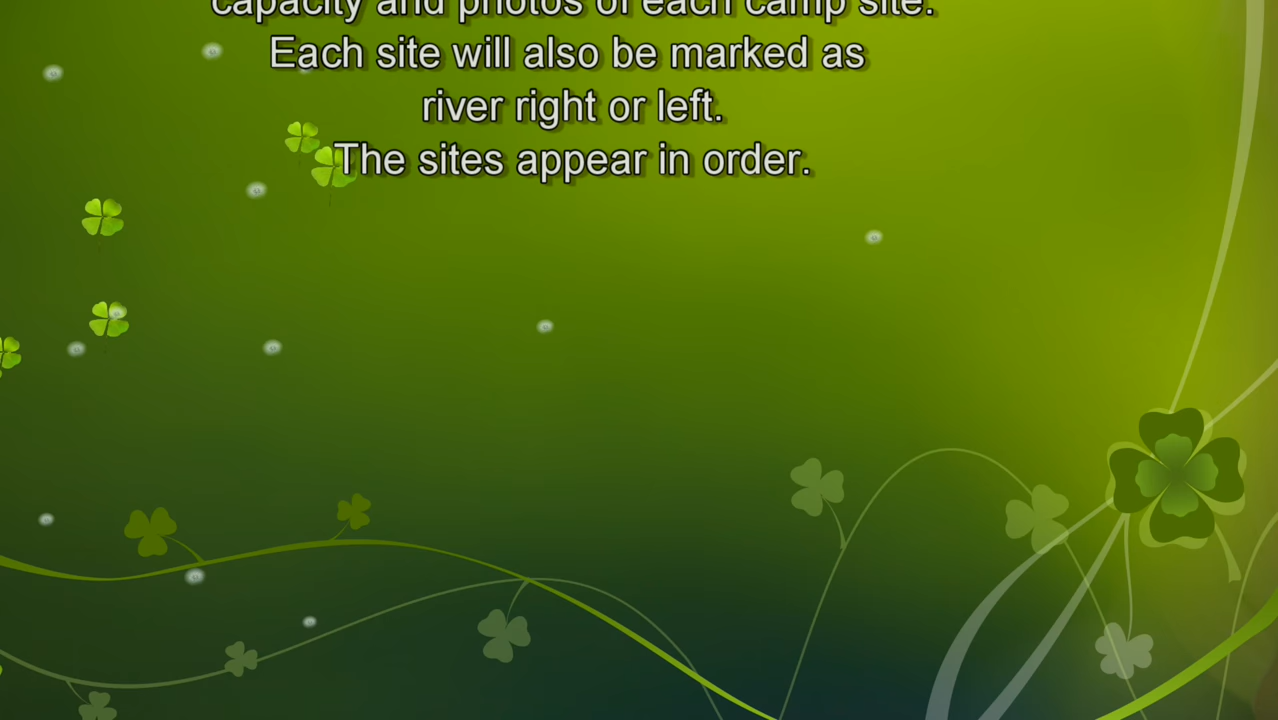 capacity and photos of each camp site.
Each site will also be marked as
river right or left.
The sites appear in order.